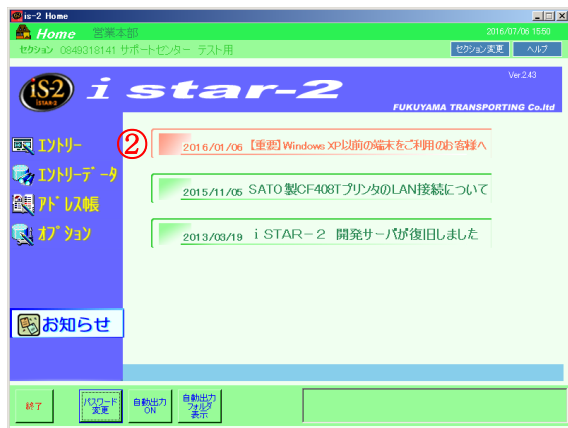 is-2 Home
Home 営業本部 2016/07/06 1550
セクション 0849318141 サポートセンター テスト用 セクション変更 ヘルプ
Ver.2.43
iS-2 i star-2
iSTAR-2
FUKUYAMA TRANSPORTING Co.ltd
エントリー ② 2016/01/06 【重要】Windows XP以前の端末をご利用のお客様へ
エントリーデータ
アドレス帳 2015/11/05 SATO製CF408TプリンタのLAN接続について
オプション 2013/03/19 iSTAR-2 開発サーバが復旧しました
お知らせ
終了 パスワード変更 自動出力ON 自動出力フォルダ表示